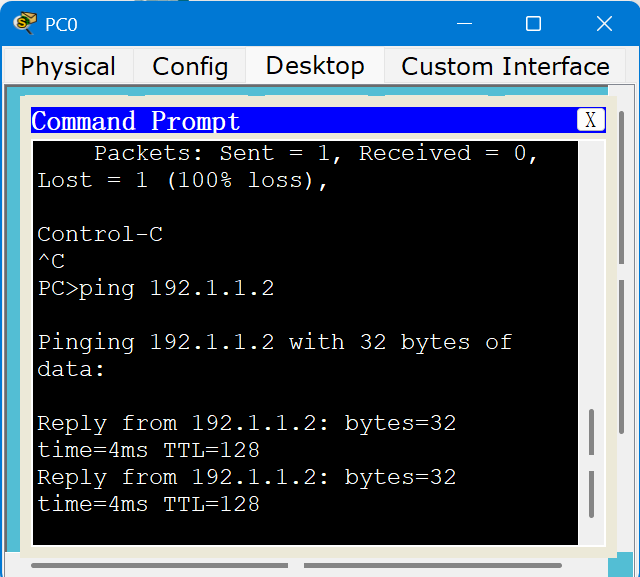 PC0
Physical Config Desktop Custom Interface
Command Prompt X
Packets: Sent = 1, Received = 0,
Lost = 1 (100% loss),
Control-C
^C
PC>ping 192.1.1.2
Pinging 192.1.1.2 with 32 bytes of
data:
Reply from 192.1.1.2: bytes=32
time=4ms TTL=128
Reply from 192.1.1.2: bytes=32
time=4ms TTL=128